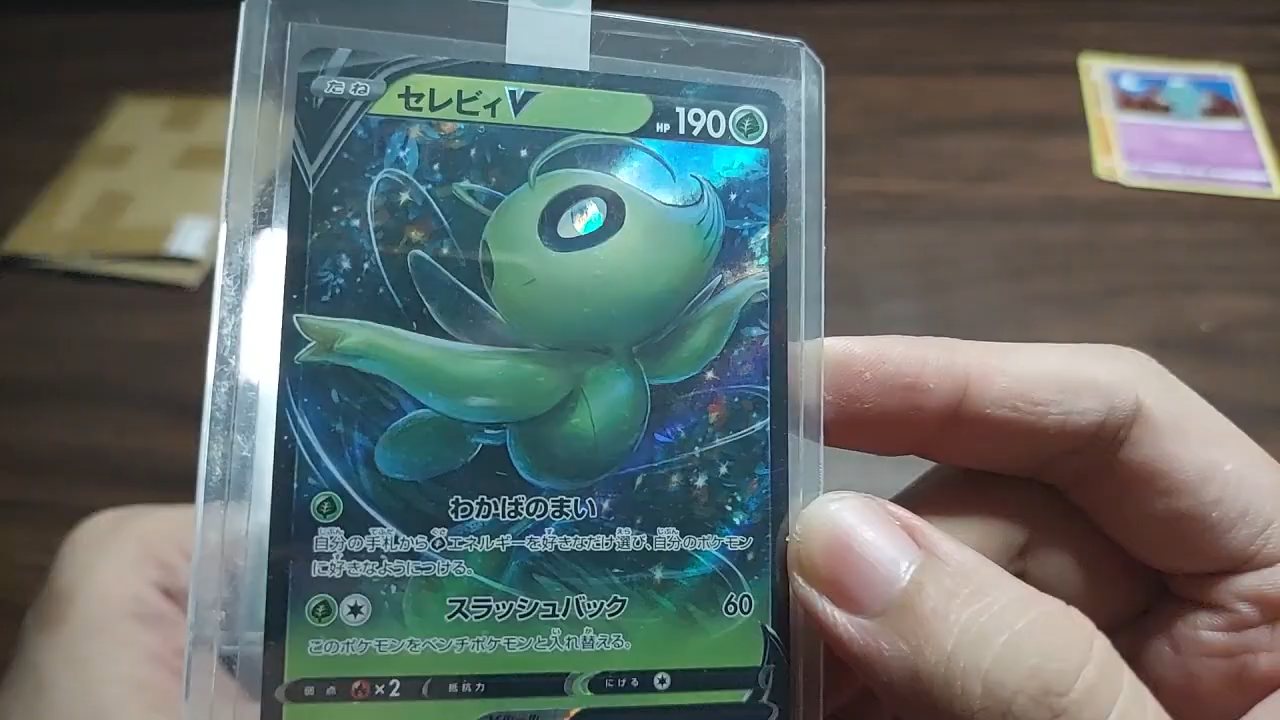 たね セレビィV HP 190
わかばのまい
自分の手札からエネルギーを好きなだけ選び、自分のポケモン
に好きなようにつける。
スラッシュバック 60
このポケモンをベンチポケモンと入れ替える。
弱点 ×2 抵抗力 にげる